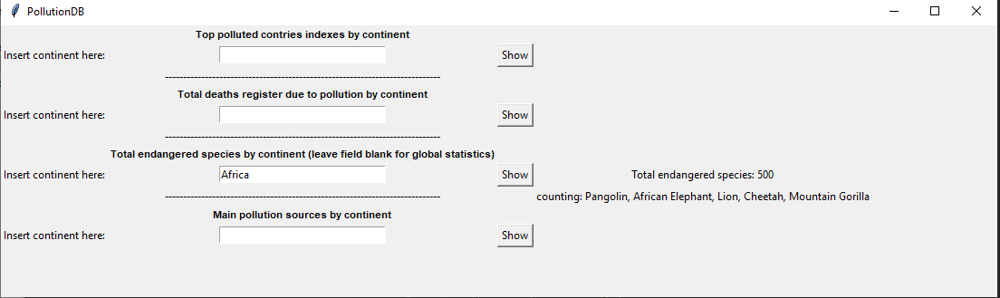 PollutionDB
Top polluted contries indexes by continent
Insert continent here: Show
--------------------------------------------------------------------------------
Total deaths register due to pollution by continent
Insert continent here: Show
--------------------------------------------------------------------------------
Total endangered species by continent (leave field blank for global statistics)
Insert continent here: Africa Show Total endangered species: 500
-------------------------------------------------------------------------------- counting: Pangolin, African Elephant, Lion, Cheetah, Mountain Gorilla
Main pollution sources by continent
Insert continent here: Show